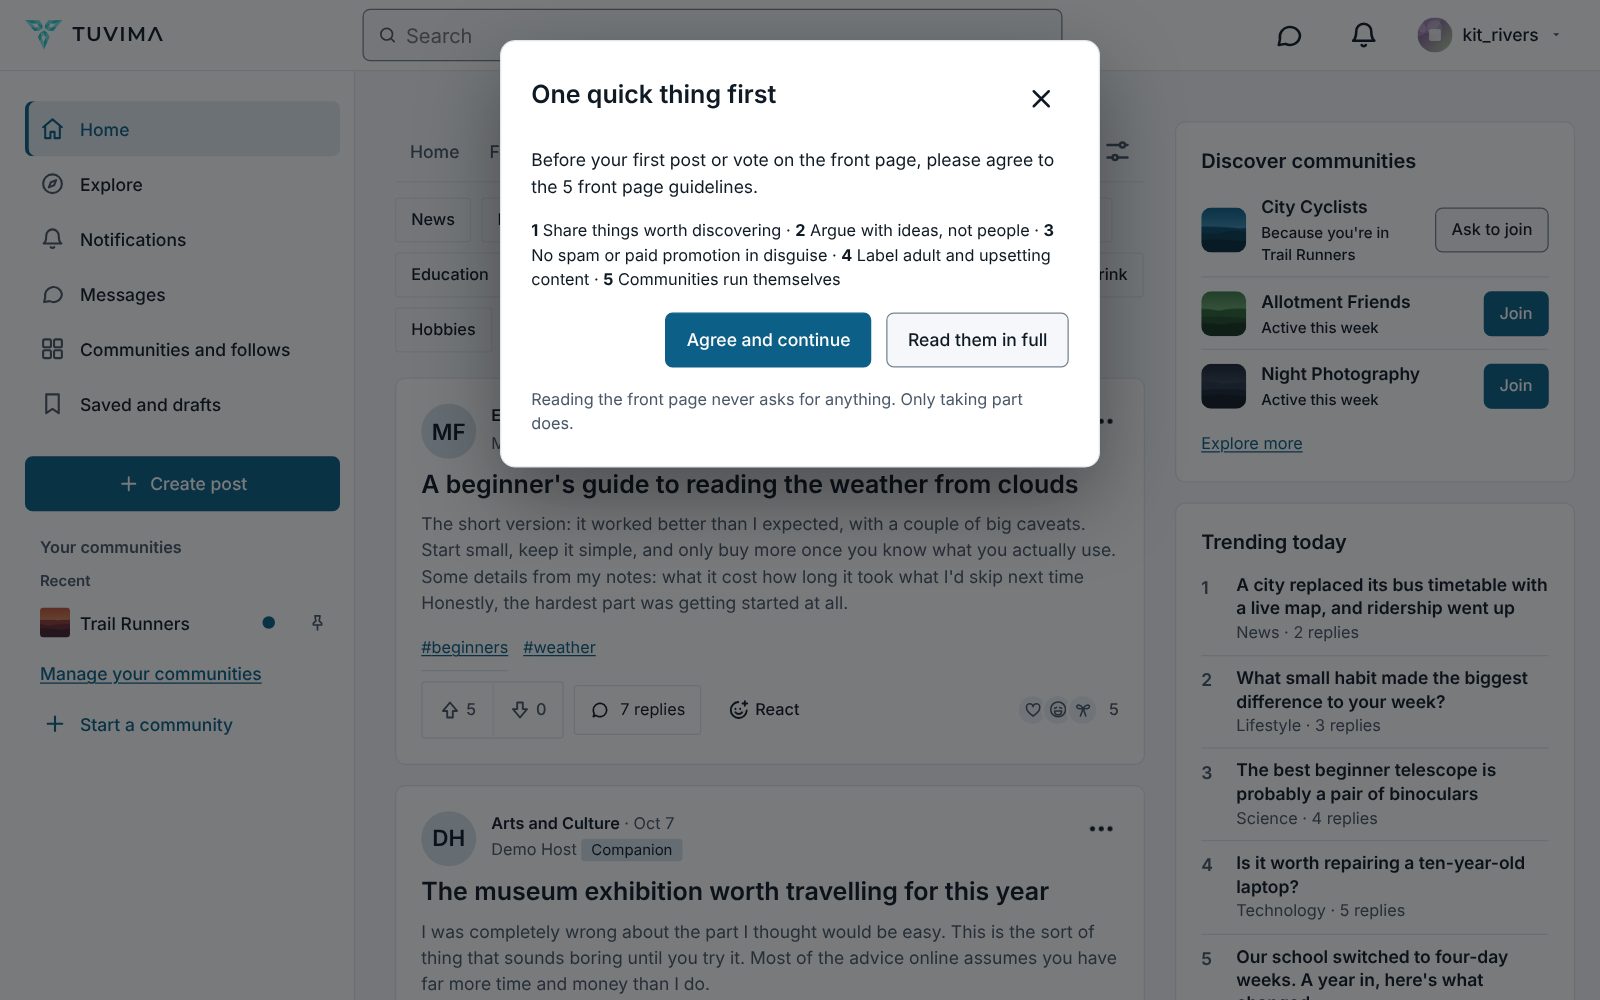 TUVIMA
Search
kit_rivers
Home
Explore
Notifications
Messages
Communities and follows
Saved and drafts
Create post
Your communities
Recent
Trail Runners
Manage your communities
Start a community
One quick thing first
Before your first post or vote on the front page, please agree to
the 5 front page guidelines.
1 Share things worth discovering · 2 Argue with ideas, not people · 3
No spam or paid promotion in disguise · 4 Label adult and upsetting
content · 5 Communities run themselves
Agree and continue
Read them in full
Reading the front page never asks for anything. Only taking part
does.
Home
News
Education
Hobbies
MF
A beginner's guide to reading the weather from clouds
The short version: it worked better than I expected, with a couple of big caveats.
Start small, keep it simple, and only buy more once you know what you actually use.
Some details from my notes: what it cost how long it took what I'd skip next time
Honestly, the hardest part was getting started at all.
#beginners #weather
5 0 7 replies React 5
DH
Arts and Culture · Oct 7
Demo Host Companion
The museum exhibition worth travelling for this year
I was completely wrong about the part I thought would be easy. This is the sort of
thing that sounds boring until you try it. Most of the advice online assumes you have
far more time and money than I do.
Discover communities
City Cyclists
Because you're in
Trail Runners
Ask to join
Allotment Friends
Active this week
Join
Night Photography
Active this week
Join
Explore more
Trending today
1 A city replaced its bus timetable with
a live map, and ridership went up
News · 2 replies
2 What small habit made the biggest
difference to your week?
Lifestyle · 3 replies
3 The best beginner telescope is
probably a pair of binoculars
Science · 4 replies
4 Is it worth repairing a ten-year-old
laptop?
Technology · 5 replies
5 Our school switched to four-day
weeks. A year in, here's what